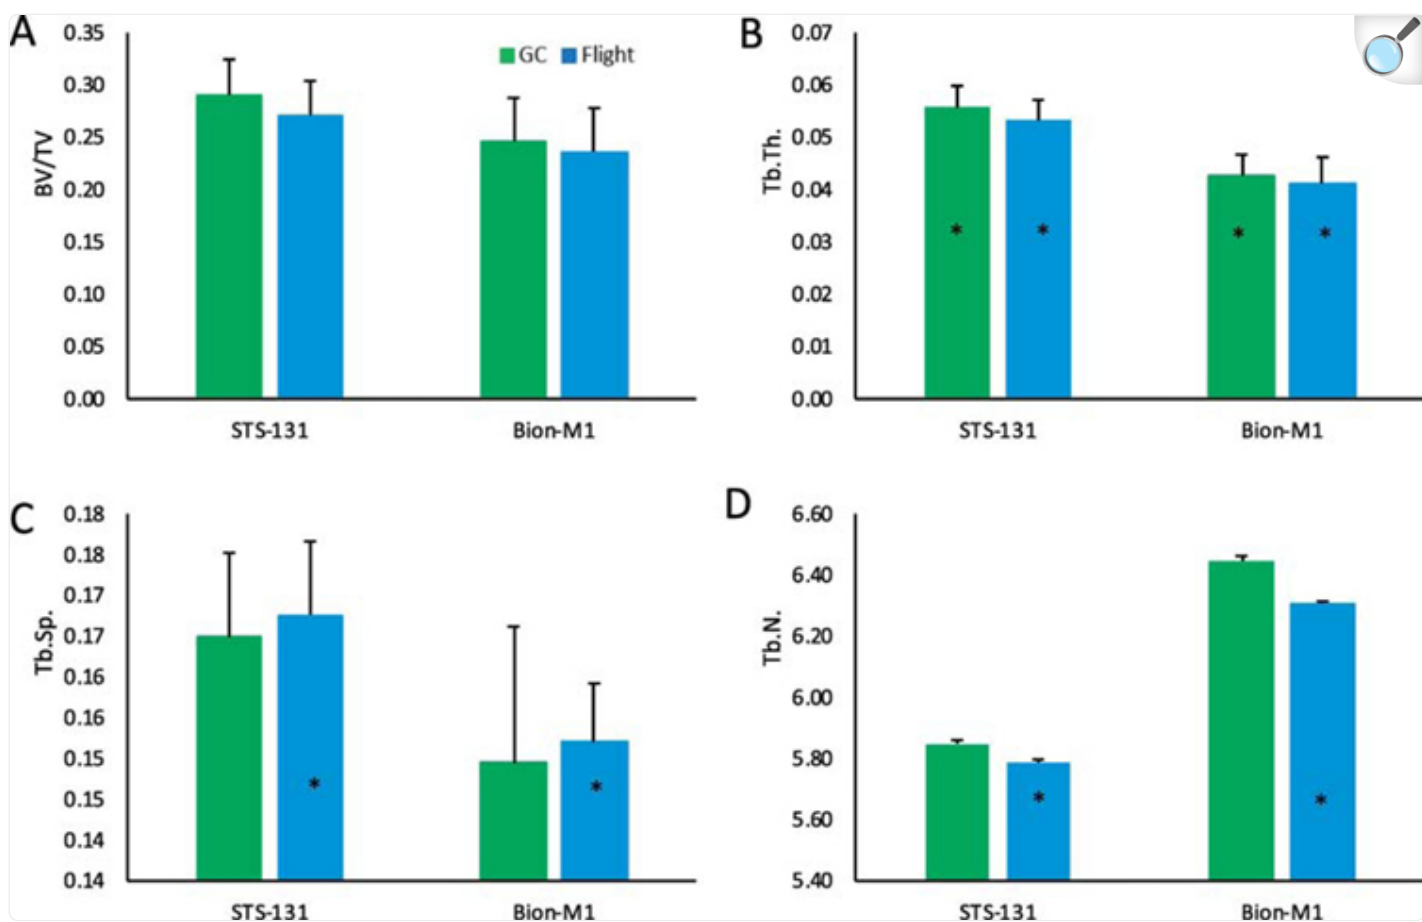 A
0.35
0.30
0.25
0.20
0.15
0.10
0.05
0.00
BV/TV
GC Flight
STS-131 Bion-M1
B
0.07
0.06
0.05
0.04
0.03
0.02
0.01
0.00
Tb.Th.
* * * *
STS-131 Bion-M1
C
0.18
0.18
0.17
0.17
0.16
0.16
0.15
0.15
0.14
0.14
Tb.Sp.
* *
STS-131 Bion-M1
D
6.60
6.40
6.20
6.00
5.80
5.60
5.40
Tb.N.
* *
STS-131 Bion-M1